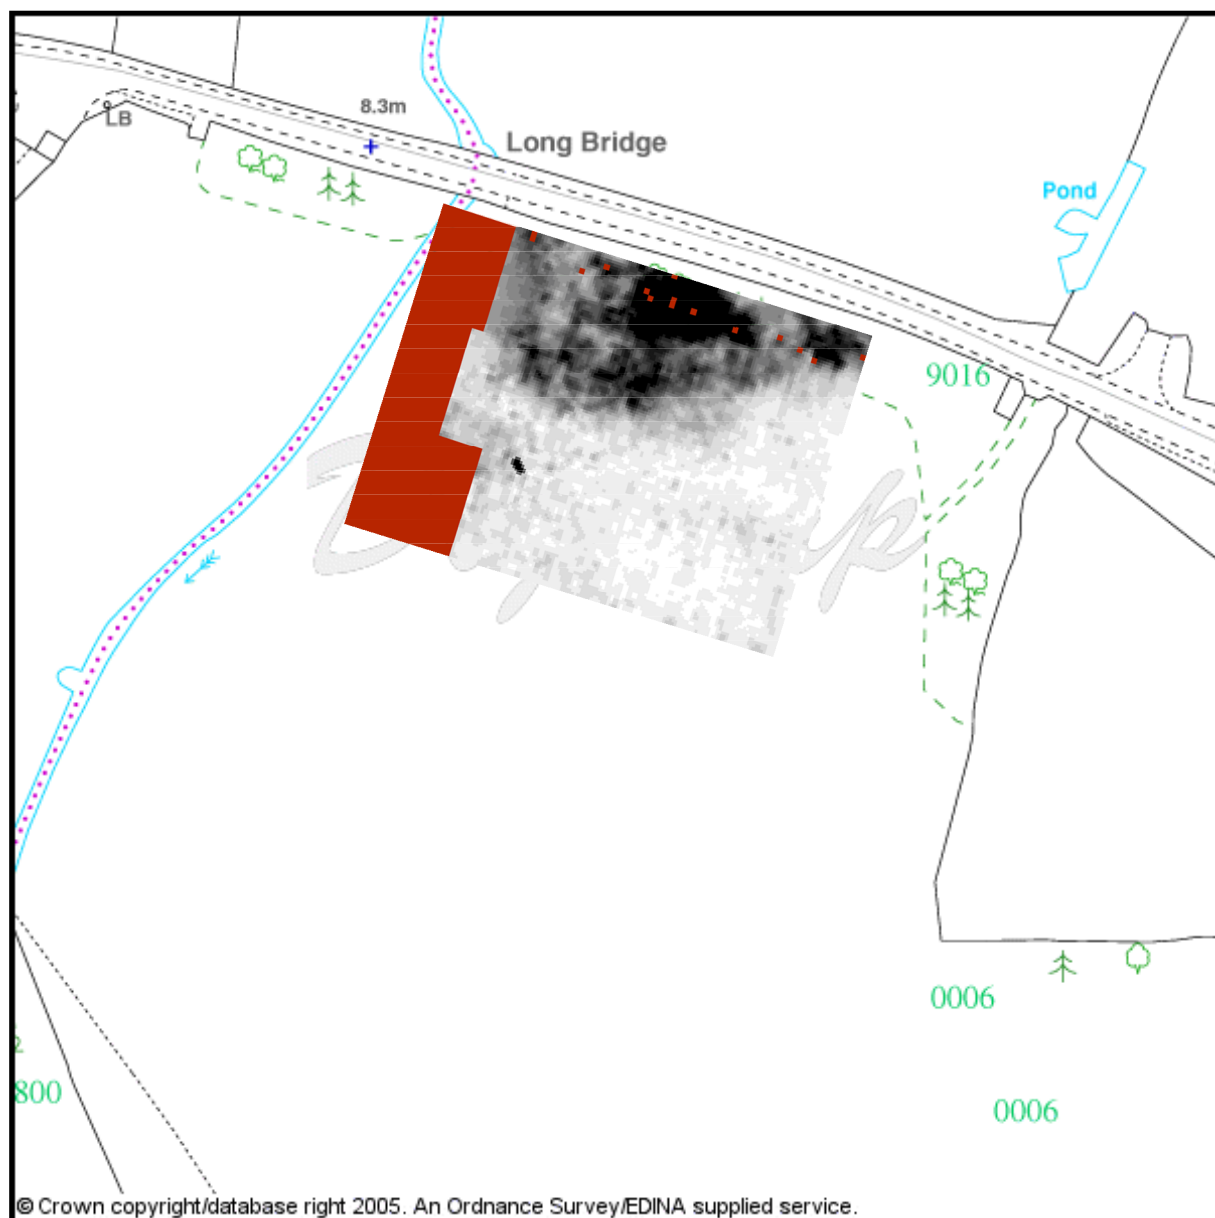 8.3m
LB
Long Bridge
Pond
9016
0006
800
0006
© Crown copyright/database right 2005. An Ordnance Survey/EDINA supplied service.